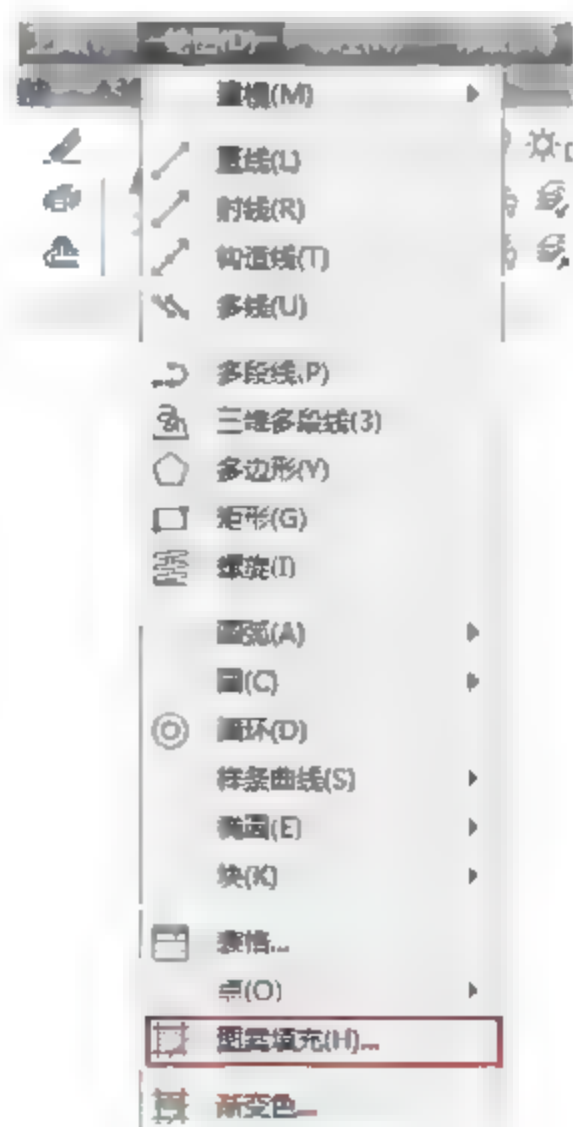 绘图(D)
建模(M)
直线(L)
射线(R)
构造线(T)
多线(U)
多段线(P)
三维多段线(3)
多边形(Y)
矩形(G)
螺旋(I)
圆弧(A)
圆(C)
圆环(D)
样条曲线(S)
椭圆(E)
块(K)
表格...
点(O)
图案填充(H)...
渐变色...